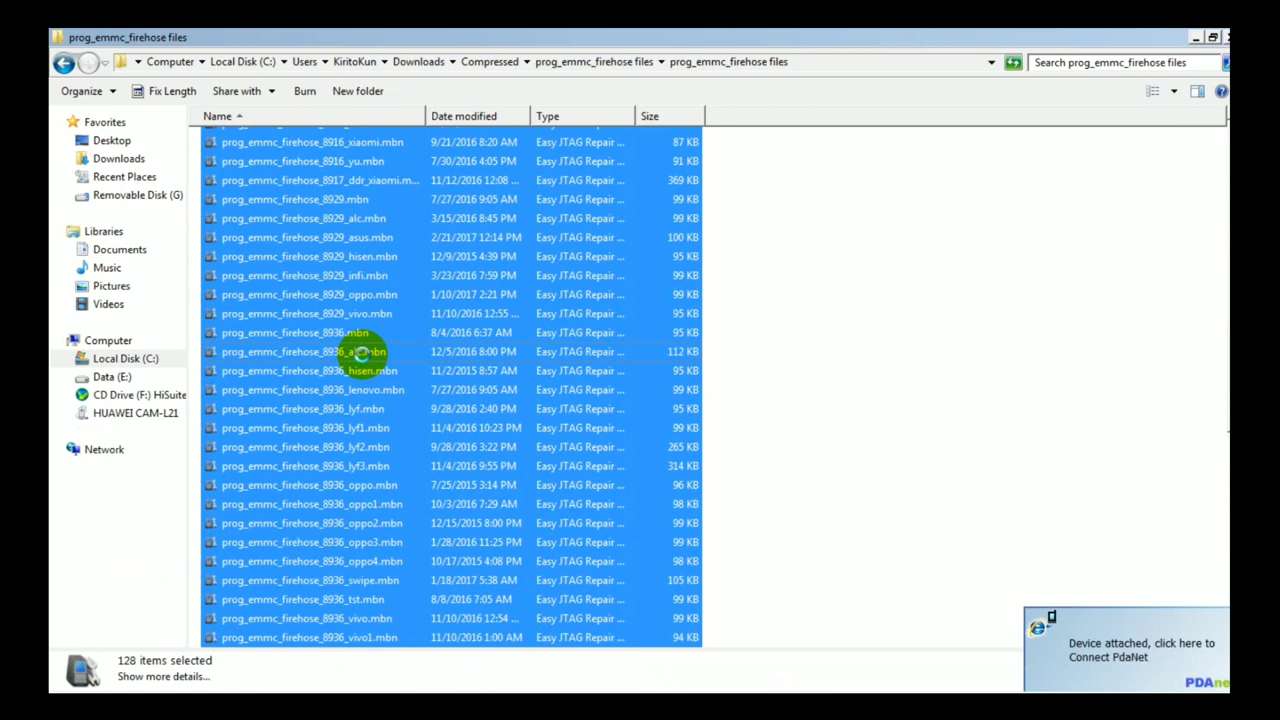 prog_emmc_firehose files
Computer Local Disk (C:) Users KiritoKun Downloads Compressed prog_emmc_firehose files prog_emmc_firehose files Search prog_emmc_firehose files
Organize Fix Length Share with Burn New folder
Name Date modified Type Size
Favorites
Desktop
Downloads
Recent Places
Removable Disk (G)
Libraries
Documents
Music
Pictures
Videos
Computer
Local Disk (C:)
Data (E:)
CD Drive (F:) HiSuite
HUAWEI CAM-L21
Network
prog_emmc_firehose_8916_xiaomi.mbn 9/21/2016 8:20 AM Easy JTAG Repair ... 87 KB
prog_emmc_firehose_8916_yu.mbn 7/30/2016 4:05 PM Easy JTAG Repair ... 91 KB
prog_emmc_firehose_8917_ddr_xiaomi.m... 11/12/2016 12:08 ... Easy JTAG Repair ... 369 KB
prog_emmc_firehose_8929.mbn 7/27/2016 9:05 AM Easy JTAG Repair ... 99 KB
prog_emmc_firehose_8929_alc.mbn 3/15/2016 8:45 PM Easy JTAG Repair ... 99 KB
prog_emmc_firehose_8929_asus.mbn 2/21/2017 12:14 PM Easy JTAG Repair ... 100 KB
prog_emmc_firehose_8929_hisen.mbn 12/9/2015 4:39 PM Easy JTAG Repair ... 95 KB
prog_emmc_firehose_8929_infi.mbn 3/23/2016 7:59 PM Easy JTAG Repair ... 99 KB
prog_emmc_firehose_8929_oppo.mbn 1/10/2017 2:21 PM Easy JTAG Repair ... 99 KB
prog_emmc_firehose_8929_vivo.mbn 11/10/2016 12:55 ... Easy JTAG Repair ... 95 KB
prog_emmc_firehose_8936.mbn 8/4/2016 6:37 AM Easy JTAG Repair ... 95 KB
12/5/2016 8:00 PM Easy JTAG Repair ... 112 KB
prog_emmc_firehose_8936_hisen.mbn 11/2/2015 8:57 AM Easy JTAG Repair ... 95 KB
prog_emmc_firehose_8936_lenovo.mbn 7/27/2016 9:05 AM Easy JTAG Repair ... 99 KB
prog_emmc_firehose_8936_lyf.mbn 9/28/2016 2:40 PM Easy JTAG Repair ... 95 KB
prog_emmc_firehose_8936_lyf1.mbn 11/4/2016 10:23 PM Easy JTAG Repair ... 99 KB
prog_emmc_firehose_8936_lyf2.mbn 9/28/2016 3:22 PM Easy JTAG Repair ... 265 KB
prog_emmc_firehose_8936_lyf3.mbn 11/4/2016 9:55 PM Easy JTAG Repair ... 314 KB
prog_emmc_firehose_8936_oppo.mbn 7/25/2015 3:14 PM Easy JTAG Repair ... 96 KB
prog_emmc_firehose_8936_oppo1.mbn 10/3/2016 7:29 AM Easy JTAG Repair ... 98 KB
prog_emmc_firehose_8936_oppo2.mbn 12/15/2015 8:00 PM Easy JTAG Repair ... 99 KB
prog_emmc_firehose_8936_oppo3.mbn 1/28/2016 11:25 PM Easy JTAG Repair ... 99 KB
prog_emmc_firehose_8936_oppo4.mbn 10/17/2015 4:08 PM Easy JTAG Repair ... 98 KB
prog_emmc_firehose_8936_swipe.mbn 1/18/2017 5:38 AM Easy JTAG Repair ... 105 KB
prog_emmc_firehose_8936_tst.mbn 8/8/2016 7:05 AM Easy JTAG Repair ... 99 KB
prog_emmc_firehose_8936_vivo.mbn 11/10/2016 12:54 ... Easy JTAG Repair ... 99 KB
prog_emmc_firehose_8936_vivo1.mbn 11/10/2016 1:00 AM Easy JTAG Repair ... 94 KB
128 items selected
Show more details...
Device attached, click here to
Connect PdaNet
PDAne